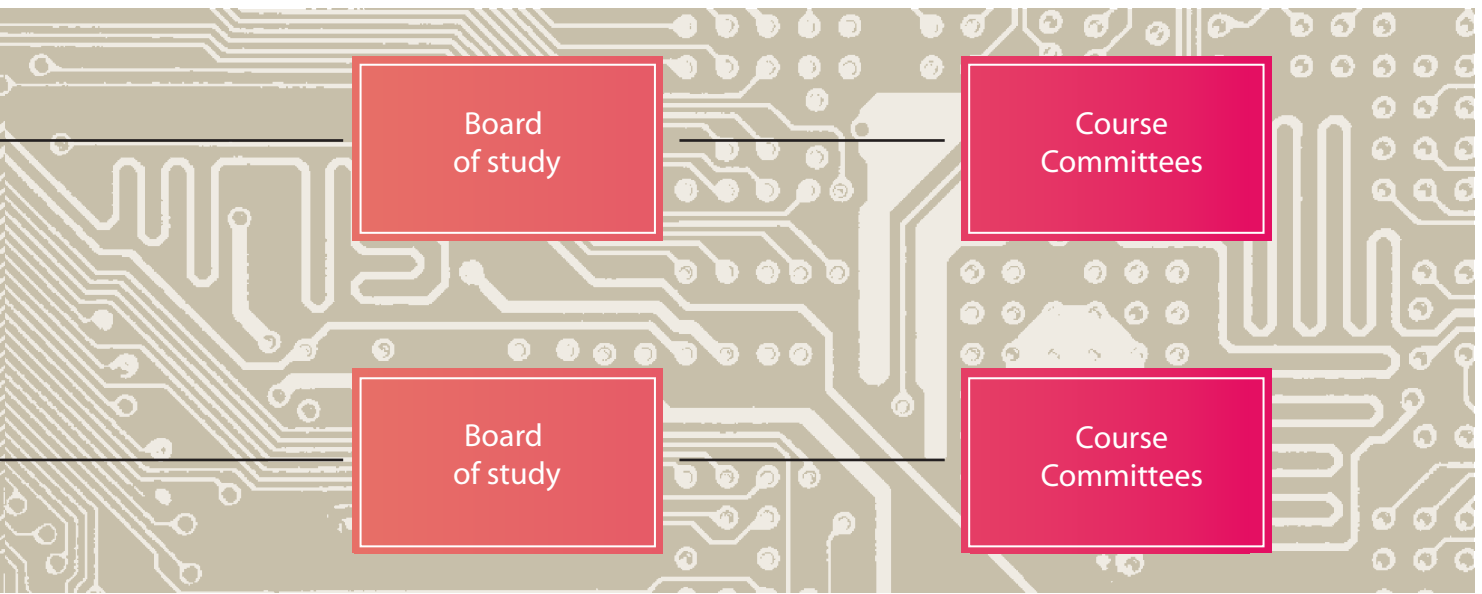 Board
of study
Course
Committees
Board
of study
Course
Committees